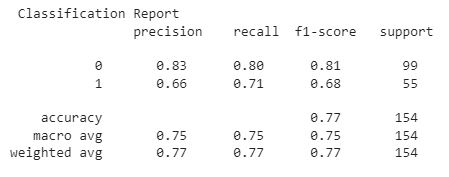 Classification Report
precision recall f1-score support
0 0.83 0.80 0.81 99
1 0.66 0.71 0.68 55
accuracy 0.77 154
macro avg 0.75 0.75 0.75 154
weighted avg 0.77 0.77 0.77 154